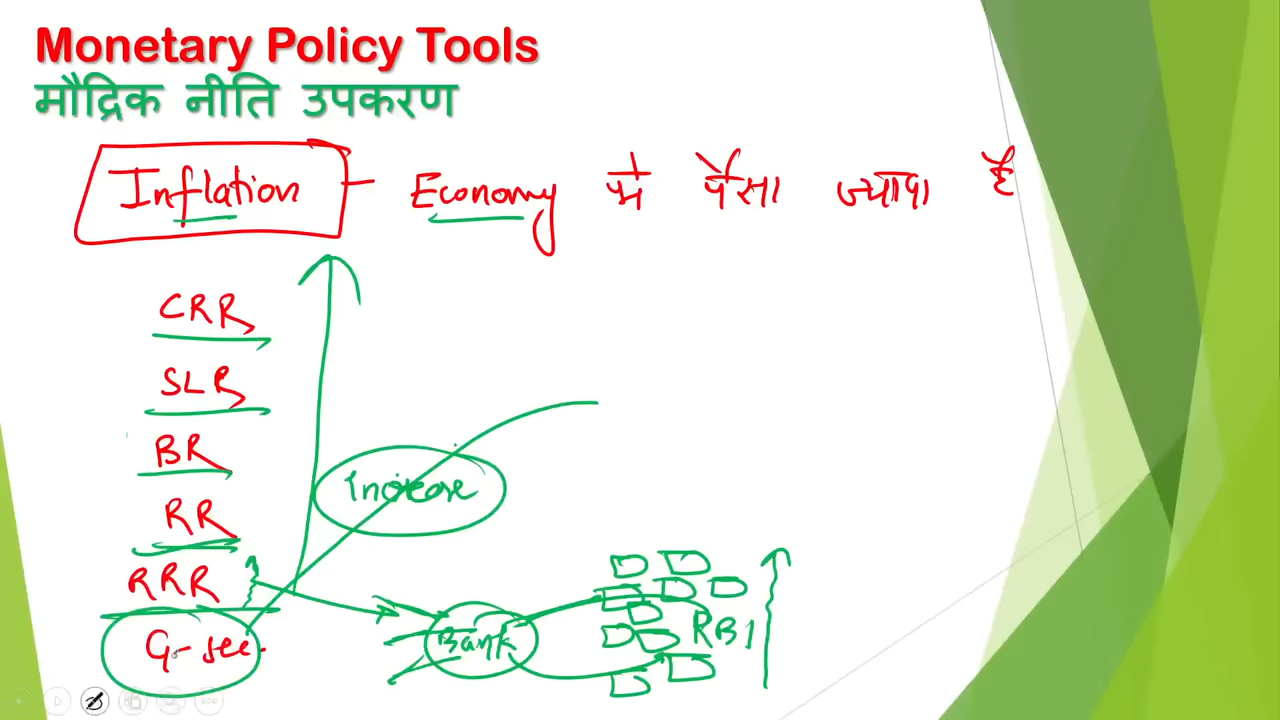 Monetary Policy Tools
मौद्रिक नीति उपकरण
Inflation - Economy में पैसा ज्यादा है
CRR
SLR
BR
Increase
RR
RRR
G-sec.
Bank
RBI